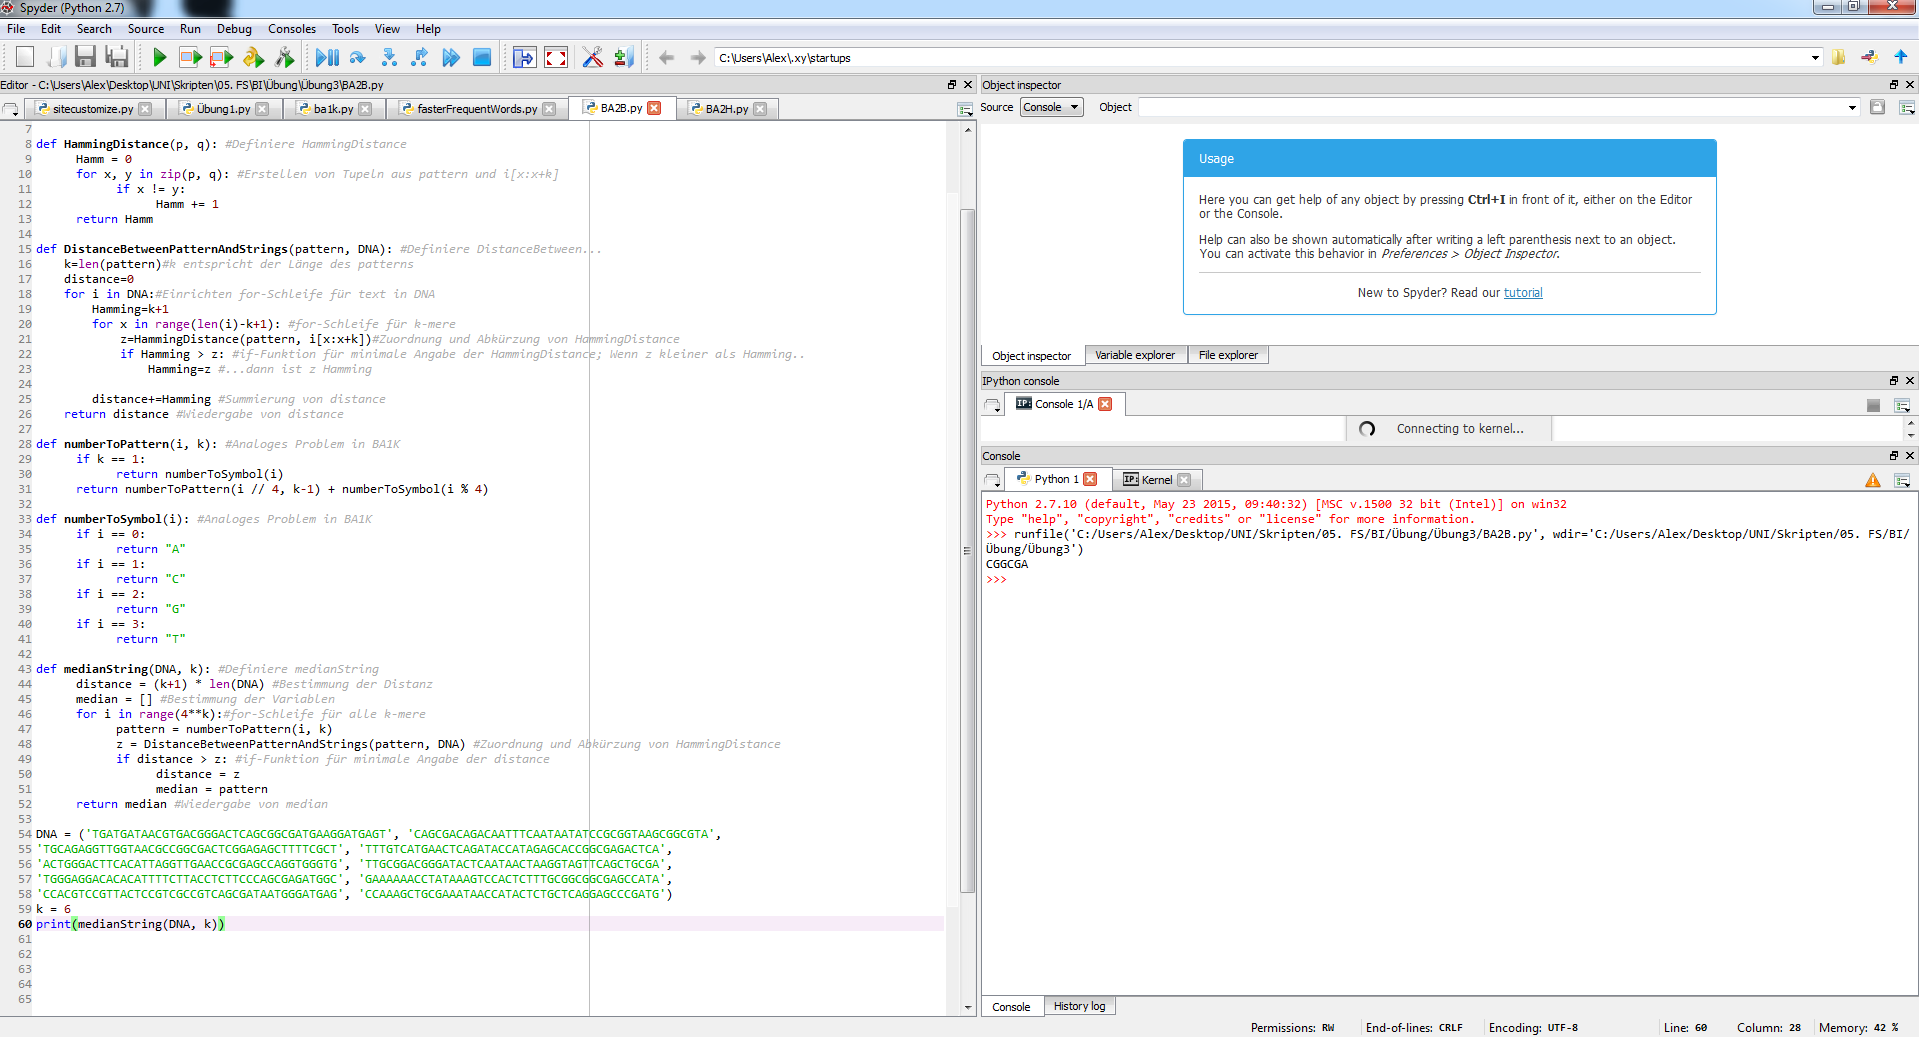 Spyder (Python 2.7)
File Edit Search Source Run Debug Consoles Tools View Help
C:\Users\Alex\.xy\startups
Editor - C:\Users\Alex\Desktop\UNI\Skripten\05. FS\BI\Übung\Übung3\BA2B.py
sitecustomize.py Übung1.py ba1k.py fasterFrequentWords.py BA2B.py BA2H.py
7
8 def HammingDistance(p, q): #Definiere HammingDistance
9 Hamm = 0
10 for x, y in zip(p, q): #Erstellen von Tupeln aus pattern und i[x:x+k]
11 if x != y:
12 Hamm += 1
13 return Hamm
14
15 def DistanceBetweenPatternAndStrings(pattern, DNA): #Definiere DistanceBetween...
16 k=len(pattern)#k entspricht der Länge des patterns
17 distance=0
18 for i in DNA:#Einrichten for-Schleife für text in DNA
19 Hamming=k+1
20 for x in range(len(i)-k+1): #for-Schleife für k-mere
21 z=HammingDistance(pattern, i[x:x+k])#Zuordnung und Abkürzung von HammingDistance
22 if Hamming > z: #if-Funktion für minimale Angabe der HammingDistance; Wenn z kleiner als Hamming..
23 Hamming=z #...dann ist z Hamming
24
25 distance+=Hamming #Summierung von distance
26 return distance #Wiedergabe von distance
27
28 def numberToPattern(i, k): #Analoges Problem in BA1K
29 if k == 1:
30 return numberToSymbol(i)
31 return numberToPattern(i // 4, k-1) + numberToSymbol(i % 4)
32
33 def numberToSymbol(i): #Analoges Problem in BA1K
34 if i == 0:
35 return "A"
36 if i == 1:
37 return "C"
38 if i == 2:
39 return "G"
40 if i == 3:
41 return "T"
42
43 def medianString(DNA, k): #Definiere medianString
44 distance = (k+1) * len(DNA) #Bestimmung der Distanz
45 median = [] #Bestimmung der Variablen
46 for i in range(4**k):#for-Schleife für alle k-mere
47 pattern = numberToPattern(i, k)
48 z = DistanceBetweenPatternAndStrings(pattern, DNA) #Zuordnung und Abkürzung von HammingDistance
49 if distance > z: #if-Funktion für minimale Angabe der distance
50 distance = z
51 median = pattern
52 return median #Wiedergabe von median
53
54 DNA = ('TGATGATAACGTGACGGGACTCAGCGGCGATGAAGGATGAGT', 'CAGCGACAGACAATTTCAATAATATCCGCGGTAAGCGGCGTA',
55 'TGCAGAGGTTGGTAACGCCGGCGACTCGGAGAGCTTTTCGCT', 'TTTGTCATGAACTCAGATACCATAGAGCACCGGCGAGACTCA',
56 'ACTGGGACTTCACATTAGGTTGAACCGCGAGCCAGGTGGGTG', 'TTGCGGACGGGATACTCAATAACTAAGGTAGTTCAGCTGCGA',
57 'TGGGAGGACACACATTTTCTTACCTCTTCCCAGCGAGATGGC', 'GAAAAAACCTATAAAGTCCACTCTTTGCGGCGGCGAGCCATA',
58 'CCACGTCCGTTACTCCGTCGCCGTCAGCGATAATGGGATGAG', 'CCAAAGCTGCGAAATAACCATACTCTGCTCAGGAGCCCGATG')
59 k = 6
60 print(medianString(DNA, k))
61
62
63
64
65
Object inspector
Source Console Object
Usage
Here you can get help of any object by pressing Ctrl+I in front of it, either on the Editor
or the Console.
Help can also be shown automatically after writing a left parenthesis next to an object.
You can activate this behavior in Preferences > Object Inspector.
New to Spyder? Read our tutorial
Object inspector Variable explorer File explorer
IPython console
IP: Console 1/A
Connecting to kernel...
Console
Python 1 IP: Kernel
Python 2.7.10 (default, May 23 2015, 09:40:32) [MSC v.1500 32 bit (Intel)] on win32
Type "help", "copyright", "credits" or "license" for more information.
>>> runfile('C:/Users/Alex/Desktop/UNI/Skripten/05. FS/BI/Übung/Übung3/BA2B.py', wdir='C:/Users/Alex/Desktop/UNI/Skripten/05. FS/BI/
Übung/Übung3')
CGGCGA
>>>
Console History log
Permissions: RW End-of-lines: CRLF Encoding: UTF-8 Line: 60 Column: 28 Memory: 42 %